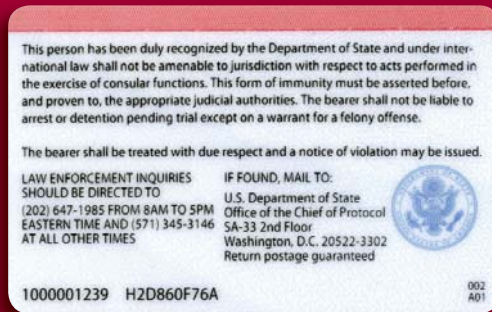 This person has been duly recognized by the Department of State and under inter-
national law shall not be amenable to jurisdiction with respect to acts performed in
the exercise of consular functions. This form of immunity must be asserted before,
and proven to, the appropriate judicial authorities. The bearer shall not be liable to
arrest or detention pending trial except on a warrant for a felony offense.
The bearer shall be treated with due respect and a notice of violation may be issued.
LAW ENFORCEMENT INQUIRIES
SHOULD BE DIRECTED TO
(202) 647-1985 FROM 8AM TO 5PM
EASTERN TIME AND (571) 345-3146
AT ALL OTHER TIMES
IF FOUND, MAIL TO:
U.S. Department of State
Office of the Chief of Protocol
SA-33 2nd Floor
Washington, D.C. 20522-3302
Return postage guaranteed
1000001239 H2D860F76A
002
A01